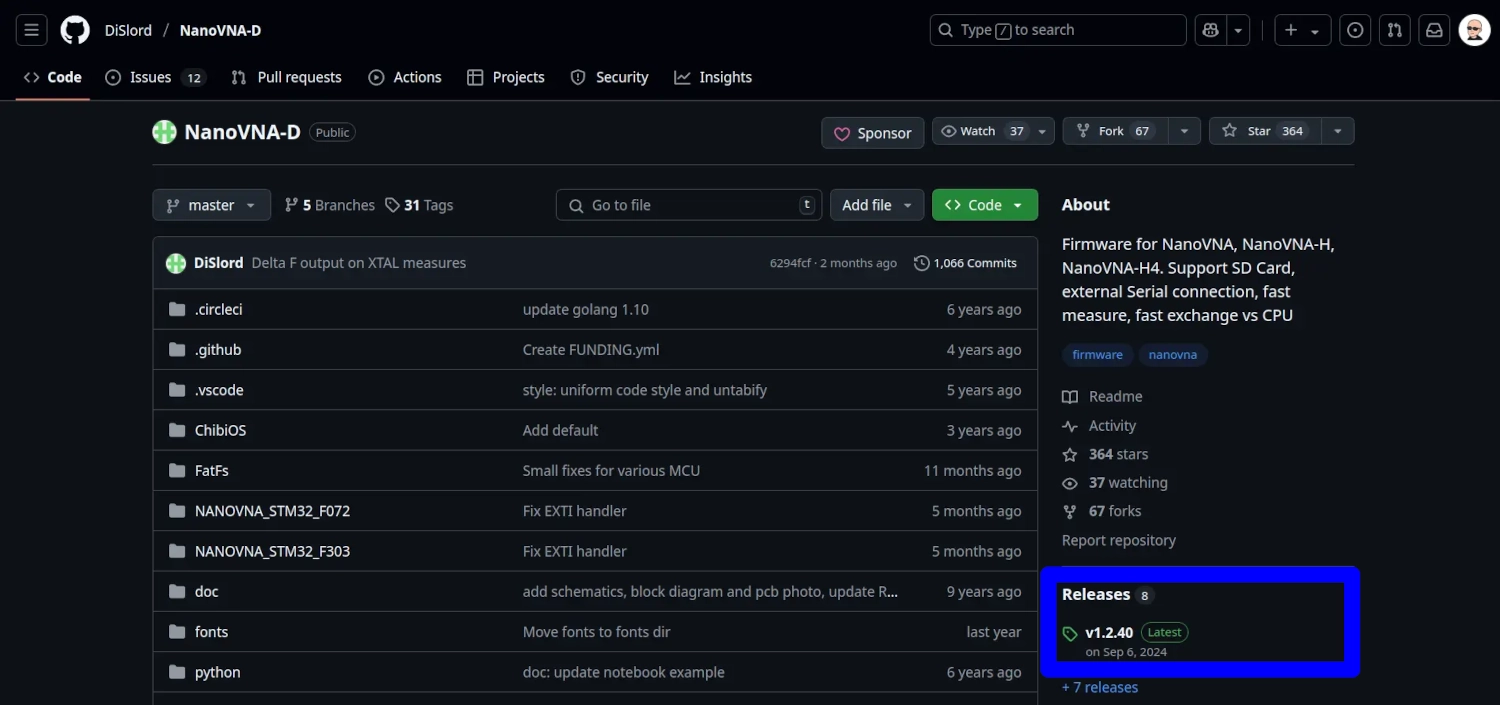 DiSlord / NanoVNA-D
Type / to search
Code Issues 12 Pull requests Actions Projects Security Insights
NanoVNA-D Public
Sponsor Watch 37 Fork 67 Star 364
master 5 Branches 31 Tags Go to file t Add file Code
DiSlord Delta F output on XTAL measures 6294fcf · 2 months ago 1,066 Commits
.circleci update golang 1.10 6 years ago
.github Create FUNDING.yml 4 years ago
.vscode style: uniform code style and untabify 5 years ago
ChibiOS Add default 3 years ago
FatFs Small fixes for various MCU 11 months ago
NANOVNA_STM32_F072 Fix EXTI handler 5 months ago
NANOVNA_STM32_F303 Fix EXTI handler 5 months ago
doc add schematics, block diagram and pcb photo, update R... 9 years ago
fonts Move fonts to fonts dir last year
python doc: update notebook example 6 years ago
About
Firmware for NanoVNA, NanoVNA-H,
NanoVNA-H4. Support SD Card,
external Serial connection, fast
measure, fast exchange vs CPU
firmware nanovna
Readme
Activity
364 stars
37 watching
67 forks
Report repository
Releases 8
v1.2.40 Latest
on Sep 6, 2024
+ 7 releases